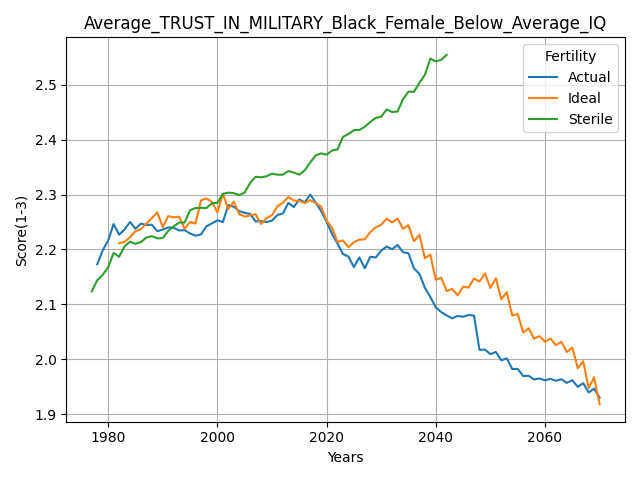 Average_TRUST_IN_MILITARY_Black_Female_Below_Average_IQ
Fertility
Actual
Ideal
Sterile
Score(1-3)
2.5
2.4
2.3
2.2
2.1
2.0
1.9
1980 2000 2020 2040 2060
Years